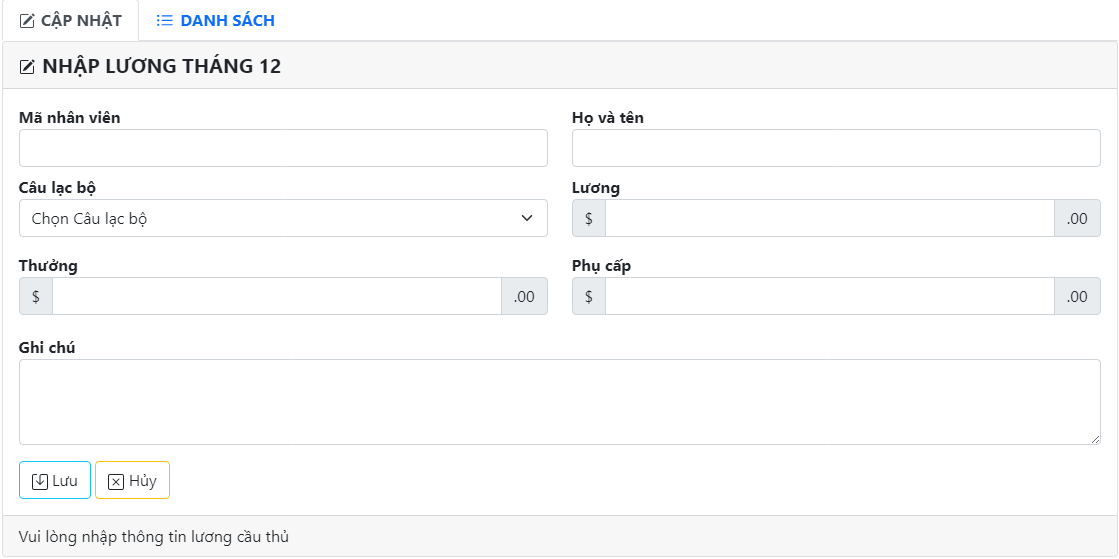 CẬP NHẬT DANH SÁCH
NHẬP LƯƠNG THÁNG 12
Mã nhân viên Họ và tên
Câu lạc bộ Lương
Chọn Câu lạc bộ $ .00
Thưởng Phụ cấp
$ .00 $ .00
Ghi chú
Lưu Hủy
Vui lòng nhập thông tin lương cầu thủ